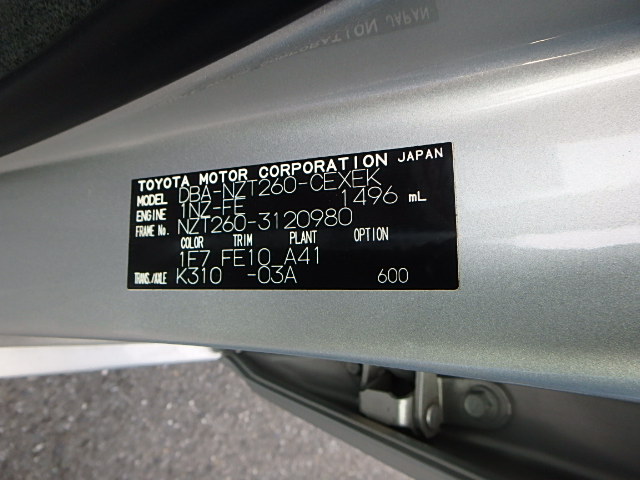 TOYOTA MOTOR CORPORATION JAPAN
MODEL DBA-NZT260-CEXEK
ENGINE 1NZ-FE 1496 mL
FRAME No. NZT260-3120980
COLOR TRIM PLANT OPTION
1F7 FE10 A41
TRANS./AXLE K310 -03A 600